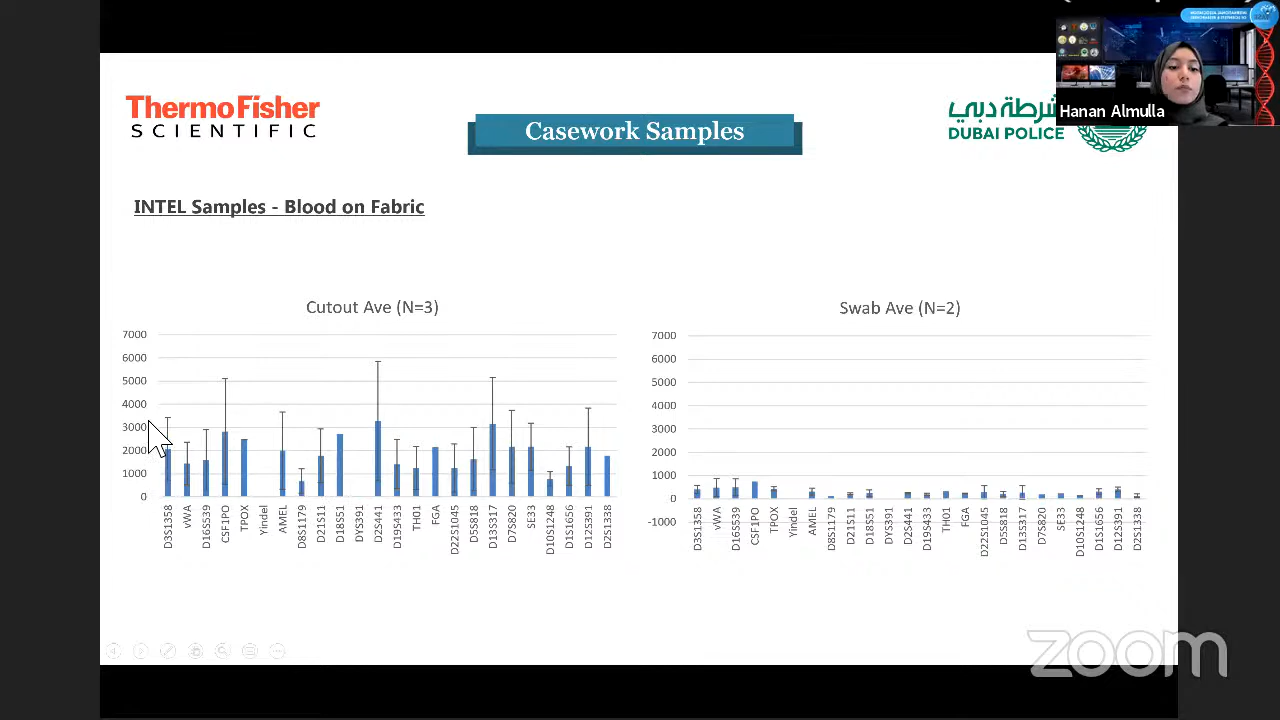 ThermoFisher
SCIENTIFIC
Casework Samples
شرطة دبي
DUBAI POLICE
Hanan Almulla
INTEL Samples - Blood on Fabric
Cutout Ave (N=3)
7000
6000
5000
4000
3000
2000
1000
0
D3S1358
vWA
D16S539
CSF1PO
TPOX
Yindel
AMEL
D8S1179
D21S11
D18S51
DYS391
D2S441
D19S433
TH01
FGA
D22S1045
D5S818
D13S317
D7S820
SE33
D10S1248
D1S1656
D12S391
D2S1338
Swab Ave (N=2)
7000
6000
5000
4000
3000
2000
1000
0
-1000
D3S1358
vWA
D16S539
CSF1PO
TPOX
Yindel
AMEL
D8S1179
D21S11
D18S51
DYS391
D2S441
D19S433
TH01
FGA
D22S1045
D5S818
D13S317
D7S820
SE33
D10S1248
D1S1656
D12S391
D2S1338
zoom